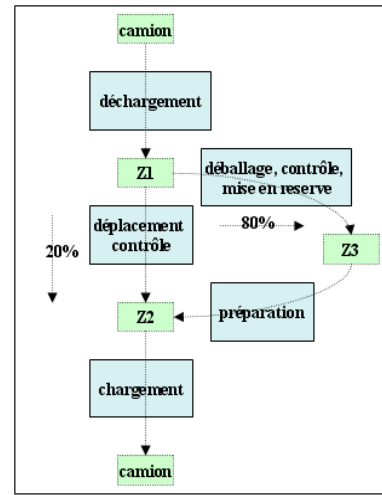 camion
déchargement
Z1
déballage, contrôle,
mise en reserve
déplacement
contrôle
20%
80%
Z3
Z2
préparation
chargement
camion